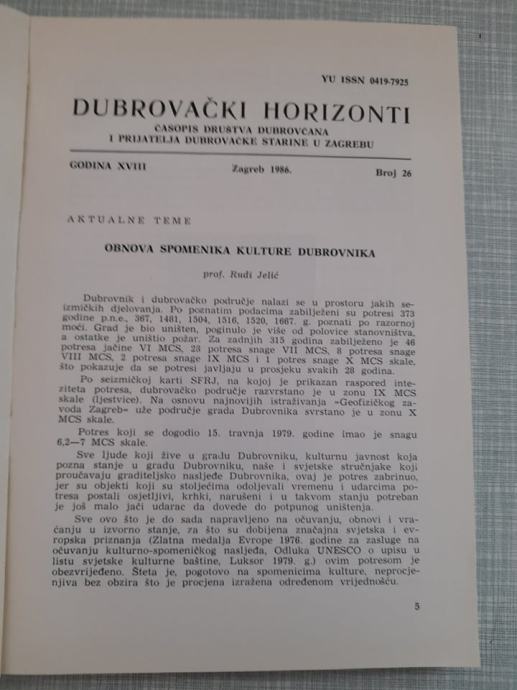 YU ISSN 0419-7925
DUBROVAČKI HORIZONTI
ČASOPIS DRUŠTVA DUBROVČANA
I PRIJATELJA DUBROVAČKE STARINE U ZAGREBU
GODINA XVIII Zagreb 1986. Broj 26
AKTUALNE TEME
OBNOVA SPOMENIKA KULTURE DUBROVNIKA
prof. Rudi Jelić
Dubrovnik i dubrovačko područje nalazi se u prostoru jakih se-
izmičkih djelovanja. Po poznatim podacima zabilježeni su potresi 373
godine p.n.e., 367, 1481, 1504, 1516, 1520, 1667. g. poznati po razornoj
moći. Grad je bio uništen, poginulo je više od polovice stanovništva,
a ostatke je uništio požar. Za zadnjih 315 godina zabilježeno je 46
potresa jačine VI MCS, 23 potresa snage VII MCS, 8 potresa snage
VIII MCS, 2 potresa snage IX MCS i 1 potres snage X MCS skale,
što pokazuje da se potresi javljaju u prosjeku svakih 28 godina.
Po seizmičkoj karti SFRJ, na kojoj je prikazan raspored inte-
ziteta potresa, dubrovačko područje razvrstano je u zonu IX MCS
skale (ljestvice). Na osnovu najnovijih istraživanja »Geofizičkog za-
voda Zagreb« uže područje grada Dubrovnika svrstano je u zonu X
MCS skale.
Potres koji se dogodio 15. travnja 1979. godine imao je snagu
6,2—7 MCS skale.
Sve ljude koji žive u gradu Dubrovniku, kulturnu javnost koja
pozna stanje u gradu Dubrovniku, naše i svjetske stručnjake koji
proučavaju graditeljsko nasljeđe Dubrovnika, ovaj je potres zabrinuo,
jer su objekti koji su stoljećima odoljevali vremenu i udarcima po-
tresa postali osjetljivi, krhki, narušeni i u takvom stanju potreban
je još malo jači udarac da dovede do potpunog uništenja.
Sve ovo što je do sada napravljeno na očuvanju, obnovi i vra-
ćanju u izvorno stanje, za što su dobijena značajna svjetska i ev-
ropska priznanja (Zlatna medalja Evrope 1976. godine za zasluge na
očuvanju kulturno-spomeničkog nasljeđa, Odluka UNESCO o upisu u
listu svjetske kulturne baštine, Luksor 1979. g.) ovim potresom je
obezvrijeđeno. Šteta je, pogotovo na spomenicima kulture, neprocje-
njiva bez obzira što je procjena izražena određenom vrijednošću.
5